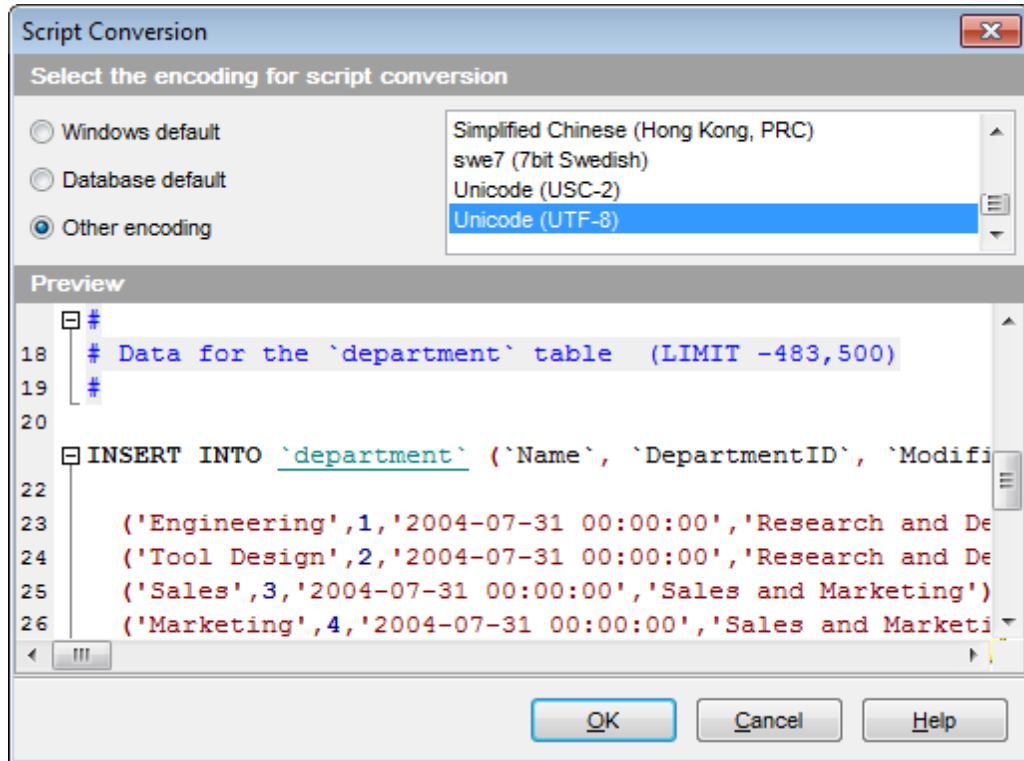 Script Conversion
Select the encoding for script conversion
Windows default
Database default
Other encoding
Simplified Chinese (Hong Kong, PRC)
swe7 (7bit Swedish)
Unicode (USC-2)
Unicode (UTF-8)
Preview
#
18 # Data for the `department` table (LIMIT -483,500)
19 #
20
INSERT INTO `department` (`Name`, `DepartmentID`, `Modifi
22
23 ('Engineering',1,'2004-07-31 00:00:00','Research and De
24 ('Tool Design',2,'2004-07-31 00:00:00','Research and De
25 ('Sales',3,'2004-07-31 00:00:00','Sales and Marketing')
26 ('Marketing',4,'2004-07-31 00:00:00','Sales and Marketi
OK Cancel Help